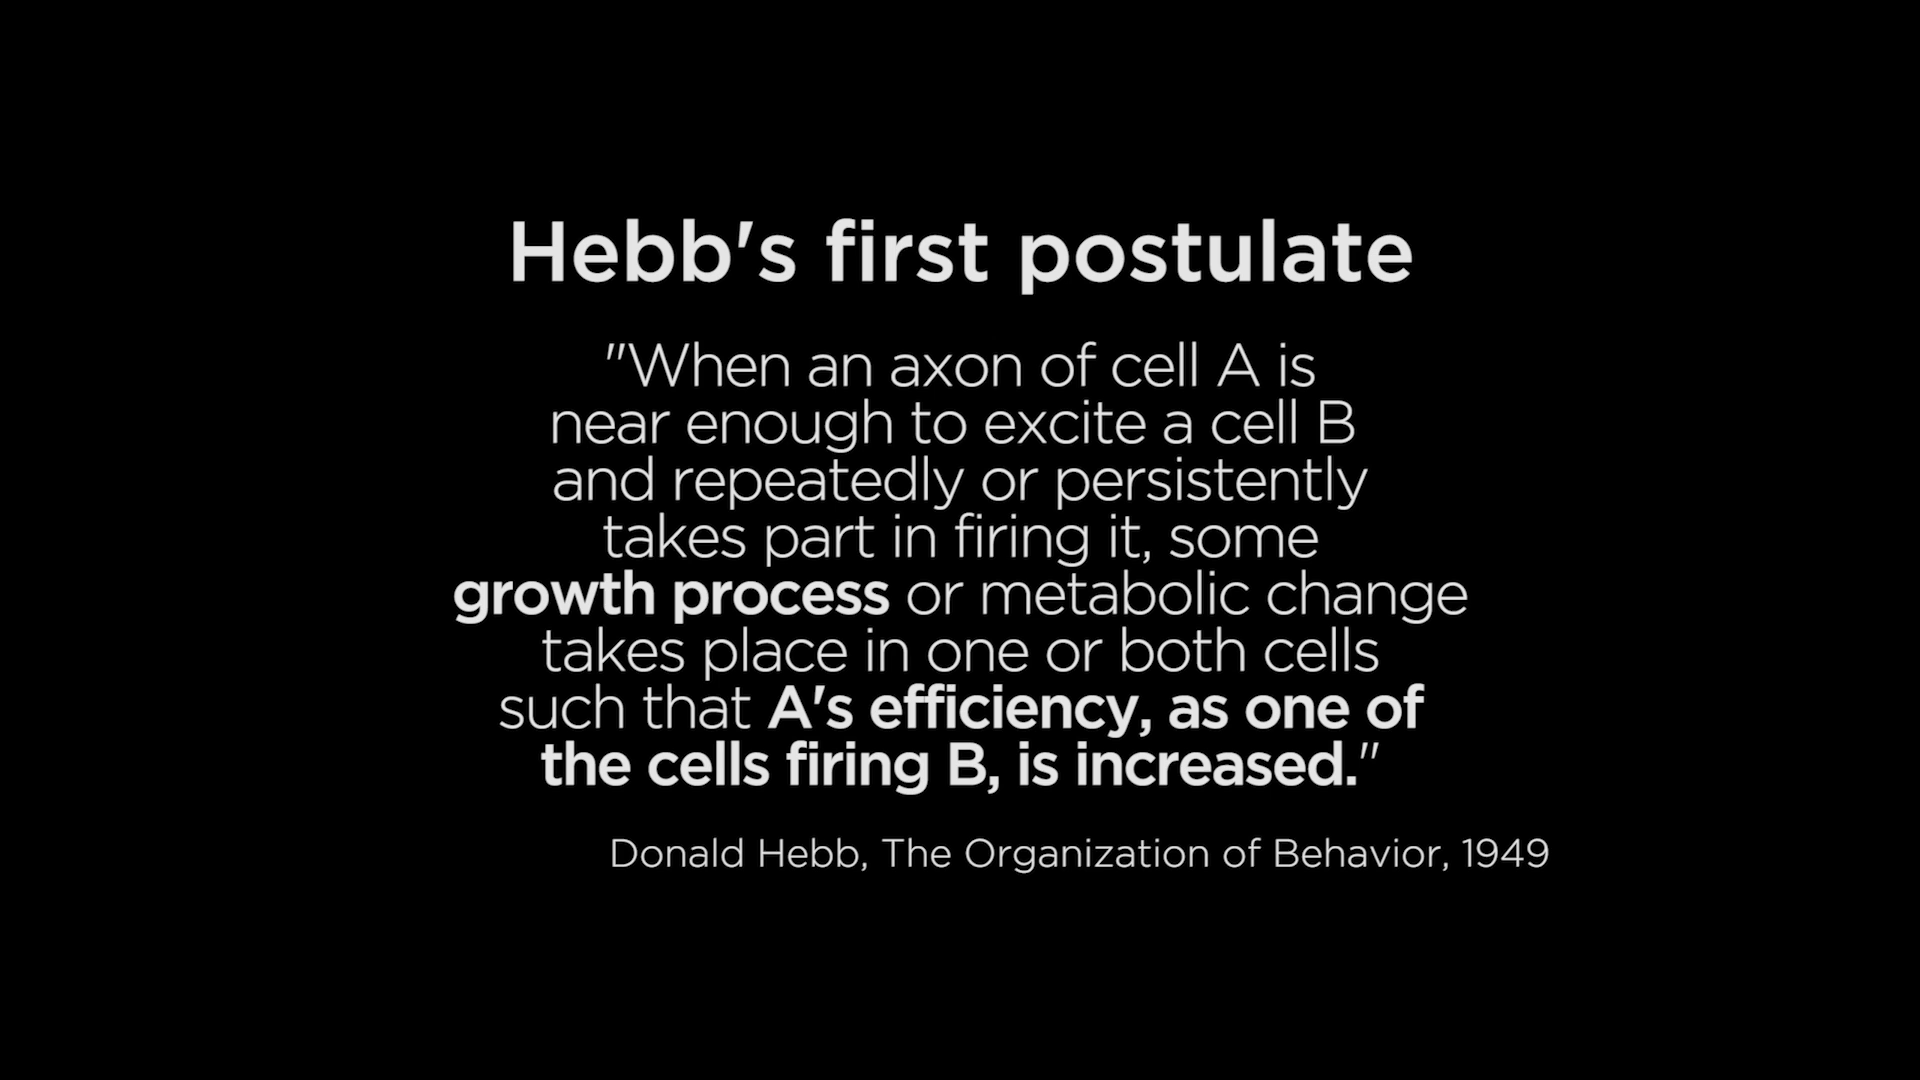 Hebb's first postulate
"When an axon of cell A is
near enough to excite a cell B
and repeatedly or persistently
takes part in firing it, some
growth process or metabolic change
takes place in one or both cells
such that A's efficiency, as one of
the cells firing B, is increased."
Donald Hebb, The Organization of Behavior, 1949